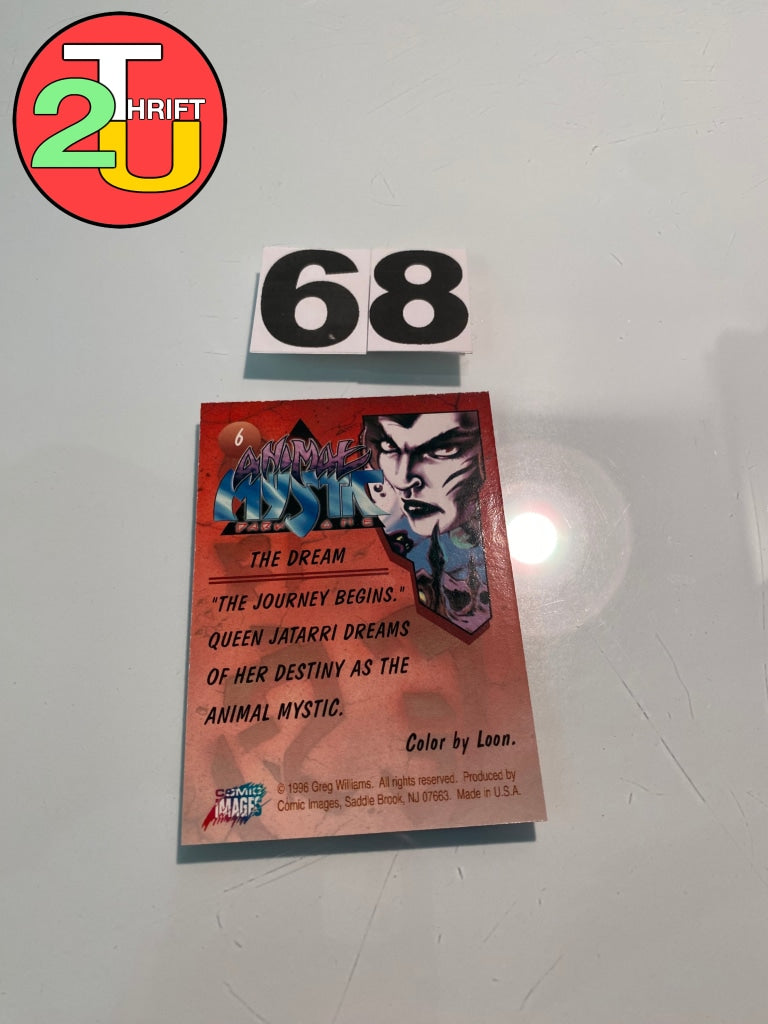 2 THRIFT U
68
6
ANIMAL
MYSTIC
THE DREAM
"THE JOURNEY BEGINS."
QUEEN JATARRI DREAMS
OF HER DESTINY AS THE
ANIMAL MYSTIC.
Color by Loon.
COMIC
IMAGES
© 1996 Greg Williams. All rights reserved. Produced by
Comic Images, Saddle Brook, NJ 07663. Made in U.S.A.